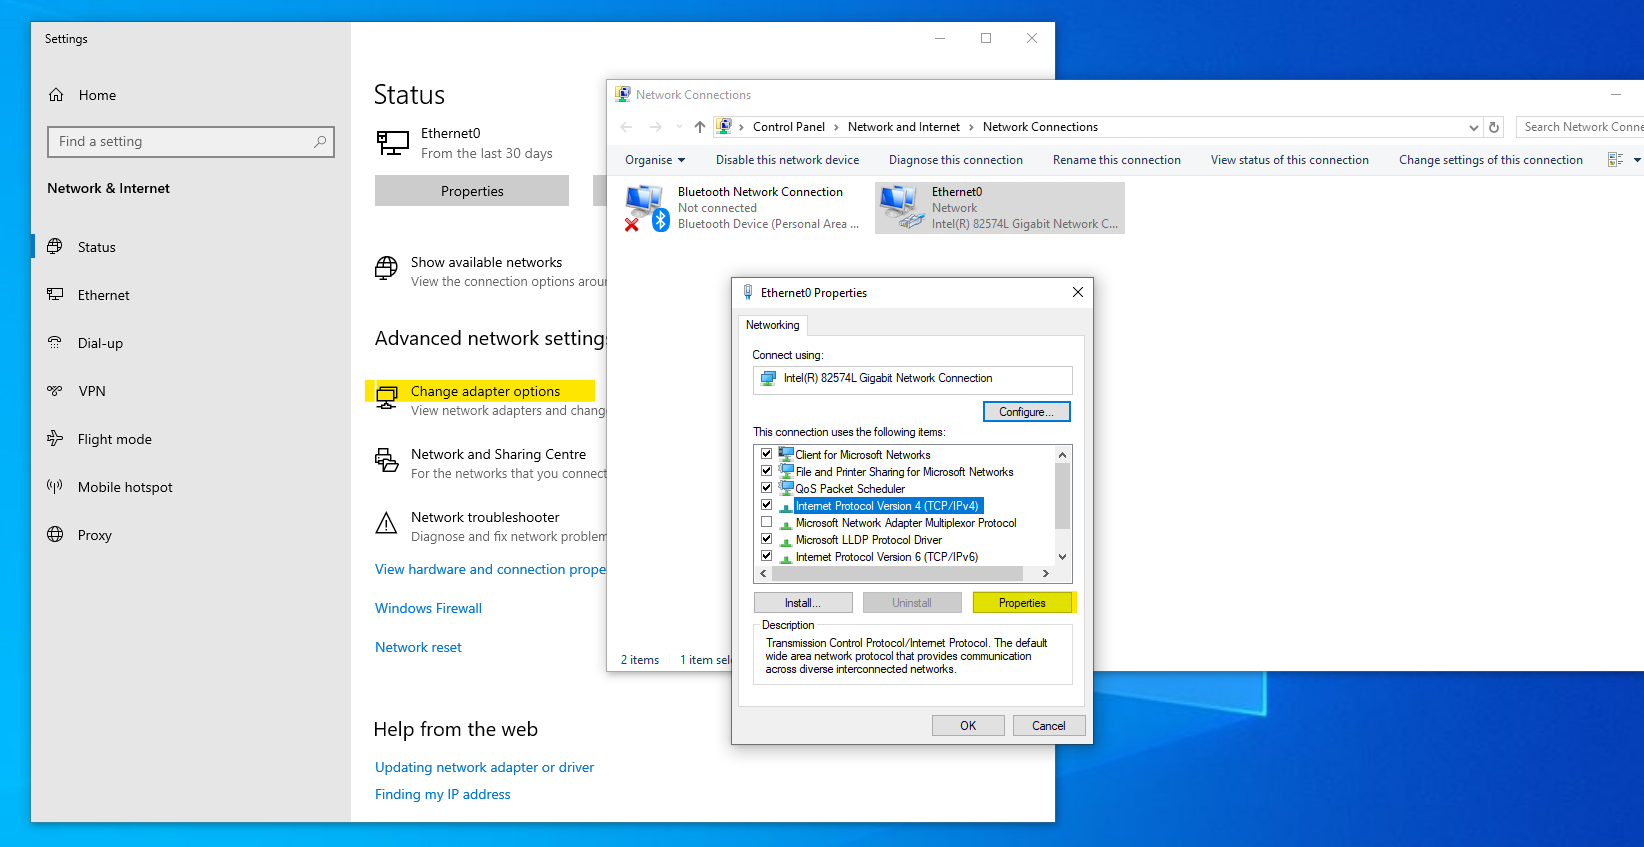 Settings
Home
Find a setting
Network & Internet
Status
Ethernet
Dial-up
VPN
Flight mode
Mobile hotspot
Proxy
Status
Ethernet0
From the last 30 days
Properties
Show available networks
View the connection options
Advanced network settings
Change adapter options
View network adapters and
Network and Sharing Centre
For the networks that you connect
Network troubleshooter
Diagnose and fix network
View hardware and connection
Windows Firewall
Network reset
Help from the web
Updating network adapter or driver
Finding my IP address
Network Connections
Control Panel > Network and Internet > Network Connections
Search Network
Organise
Disable this network device
Diagnose this connection
Rename this connection
View status of this connection
Change settings of this connection
Bluetooth Network Connection
Not connected
Bluetooth Device (Personal Area ...
Ethernet0
Network
Intel(R) 82574L Gigabit Network C...
2 items
1 item
Ethernet0 Properties
Networking
Connect using:
Intel(R) 82574L Gigabit Network Connection
Configure...
This connection uses the following items:
Client for Microsoft Networks
File and Printer Sharing for Microsoft Networks
QoS Packet Scheduler
Internet Protocol Version 4 (TCP/IPv4)
Microsoft Network Adapter Multiplexor Protocol
Microsoft LLDP Protocol Driver
Internet Protocol Version 6 (TCP/IPv6)
Install...
Uninstall
Properties
Description
Transmission Control Protocol/Internet Protocol. The default
wide area network protocol that provides communication
across diverse interconnected networks.
OK
Cancel